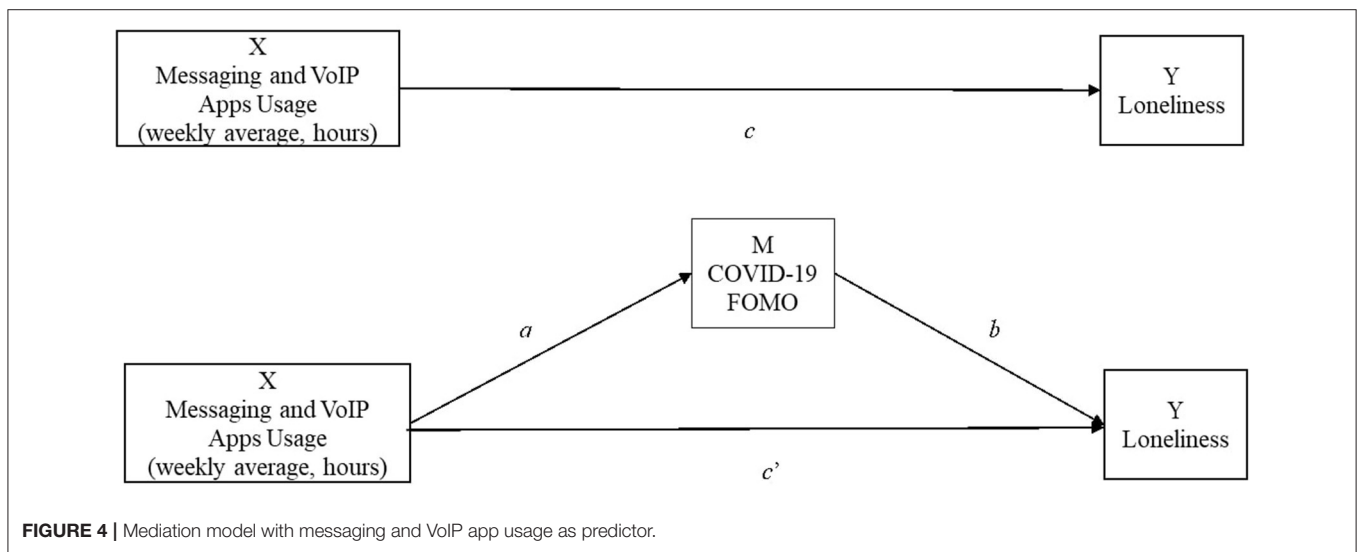 X
Messaging and VoIP
Apps Usage
(weekly average, hours)
Y
Loneliness
c
M
COVID-19
FOMO
a
b
X
Messaging and VoIP
Apps Usage
(weekly average, hours)
Y
Loneliness
c’
FIGURE 4 | Mediation model with messaging and VoIP app usage as predictor.